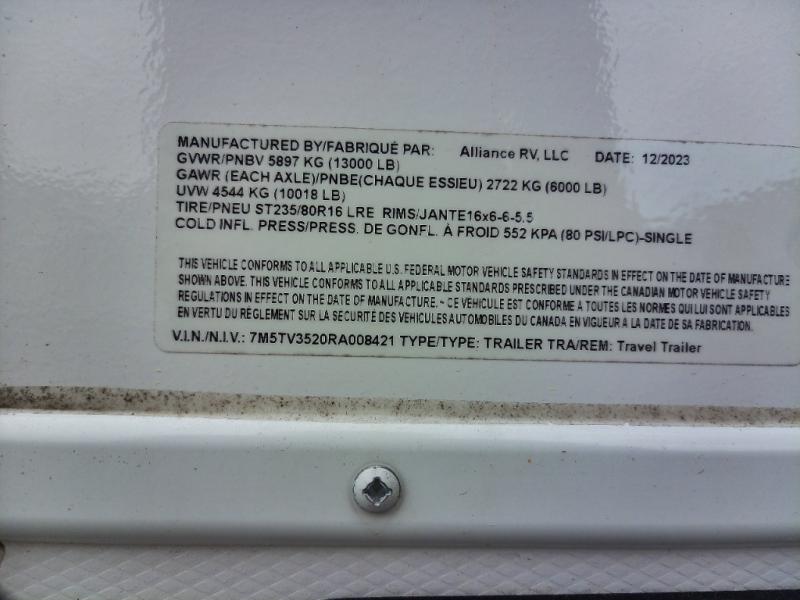 MANUFACTURED BY/FABRIQUÉ PAR: Alliance RV, LLC DATE: 12/2023
GVWR/PNBV 5897 KG (13000 LB)
GAWR (EACH AXLE)/PNBE(CHAQUE ESSIEU) 2722 KG (6000 LB)
UVW 4544 KG (10018 LB)
TIRE/PNEU ST235/80R16 LRE RIMS/JANTE16x6-6-5.5
COLD INFL. PRESS/PRESS. DE GONFL. À FROID 552 KPA (80 PSI/LPC)-SINGLE
THIS VEHICLE CONFORMS TO ALL APPLICABLE U.S. FEDERAL MOTOR VEHICLE SAFETY STANDARDS IN EFFECT ON THE DATE OF MANUFACTURE
SHOWN ABOVE. THIS VEHICLE CONFORMS TO ALL APPLICABLE STANDARDS PRESCRIBED UNDER THE CANADIAN MOTOR VEHICLE SAFETY
REGULATIONS IN EFFECT ON THE DATE OF MANUFACTURE. - CE VEHICULE EST CONFORME A TOUTES LES NORMES QUI LUI SONT APPLICABLES
EN VERTU DU RÉGLEMENT SUR LA SECURITÉ DES VÉHICULES AUTOMOBILES DU CANADA EN VIGUEUR A LA DATE DE SA FABRICATION.
V.I.N./N.I.V.: 7M5TV3520RA008421 TYPE/TYPE: TRAILER TRA/REM: Travel Trailer